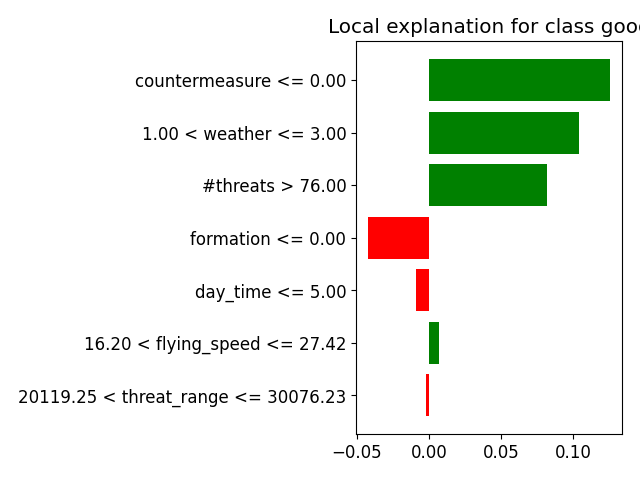 Local explanation for class good
countermeasure <= 0.00
1.00 < weather <= 3.00
#threats > 76.00
formation <= 0.00
day_time <= 5.00
16.20 < flying_speed <= 27.42
20119.25 < threat_range <= 30076.23
−0.05 0.00 0.05 0.10